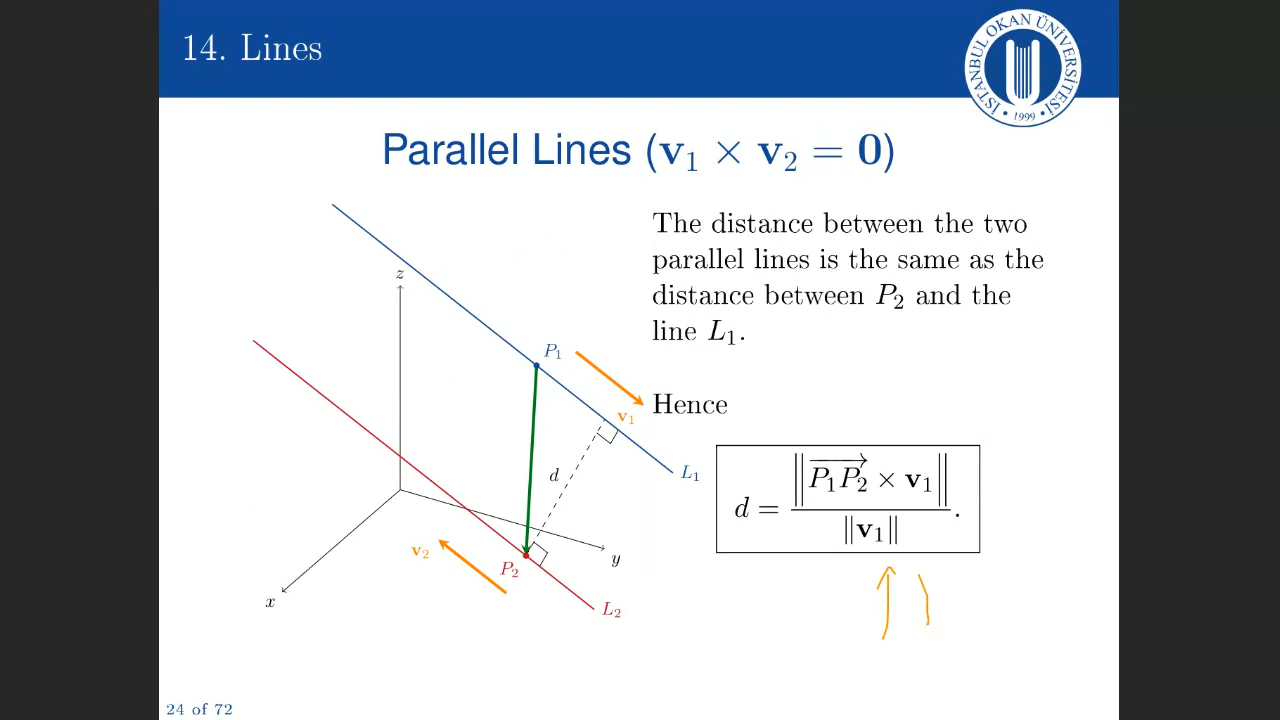 14. Lines
İSTANBUL OKAN ÜNİVERSİTESİ
1999
Parallel Lines (v₁ × v₂ = 0)
The distance between the two
parallel lines is the same as the
distance between P₂ and the
line L₁.
Hence
d = ‖P₁P₂⃗ × v₁‖ / ‖v₁‖.
z
P₁
v₁
L₁
d
v₂
P₂
y
x
L₂
24 of 72